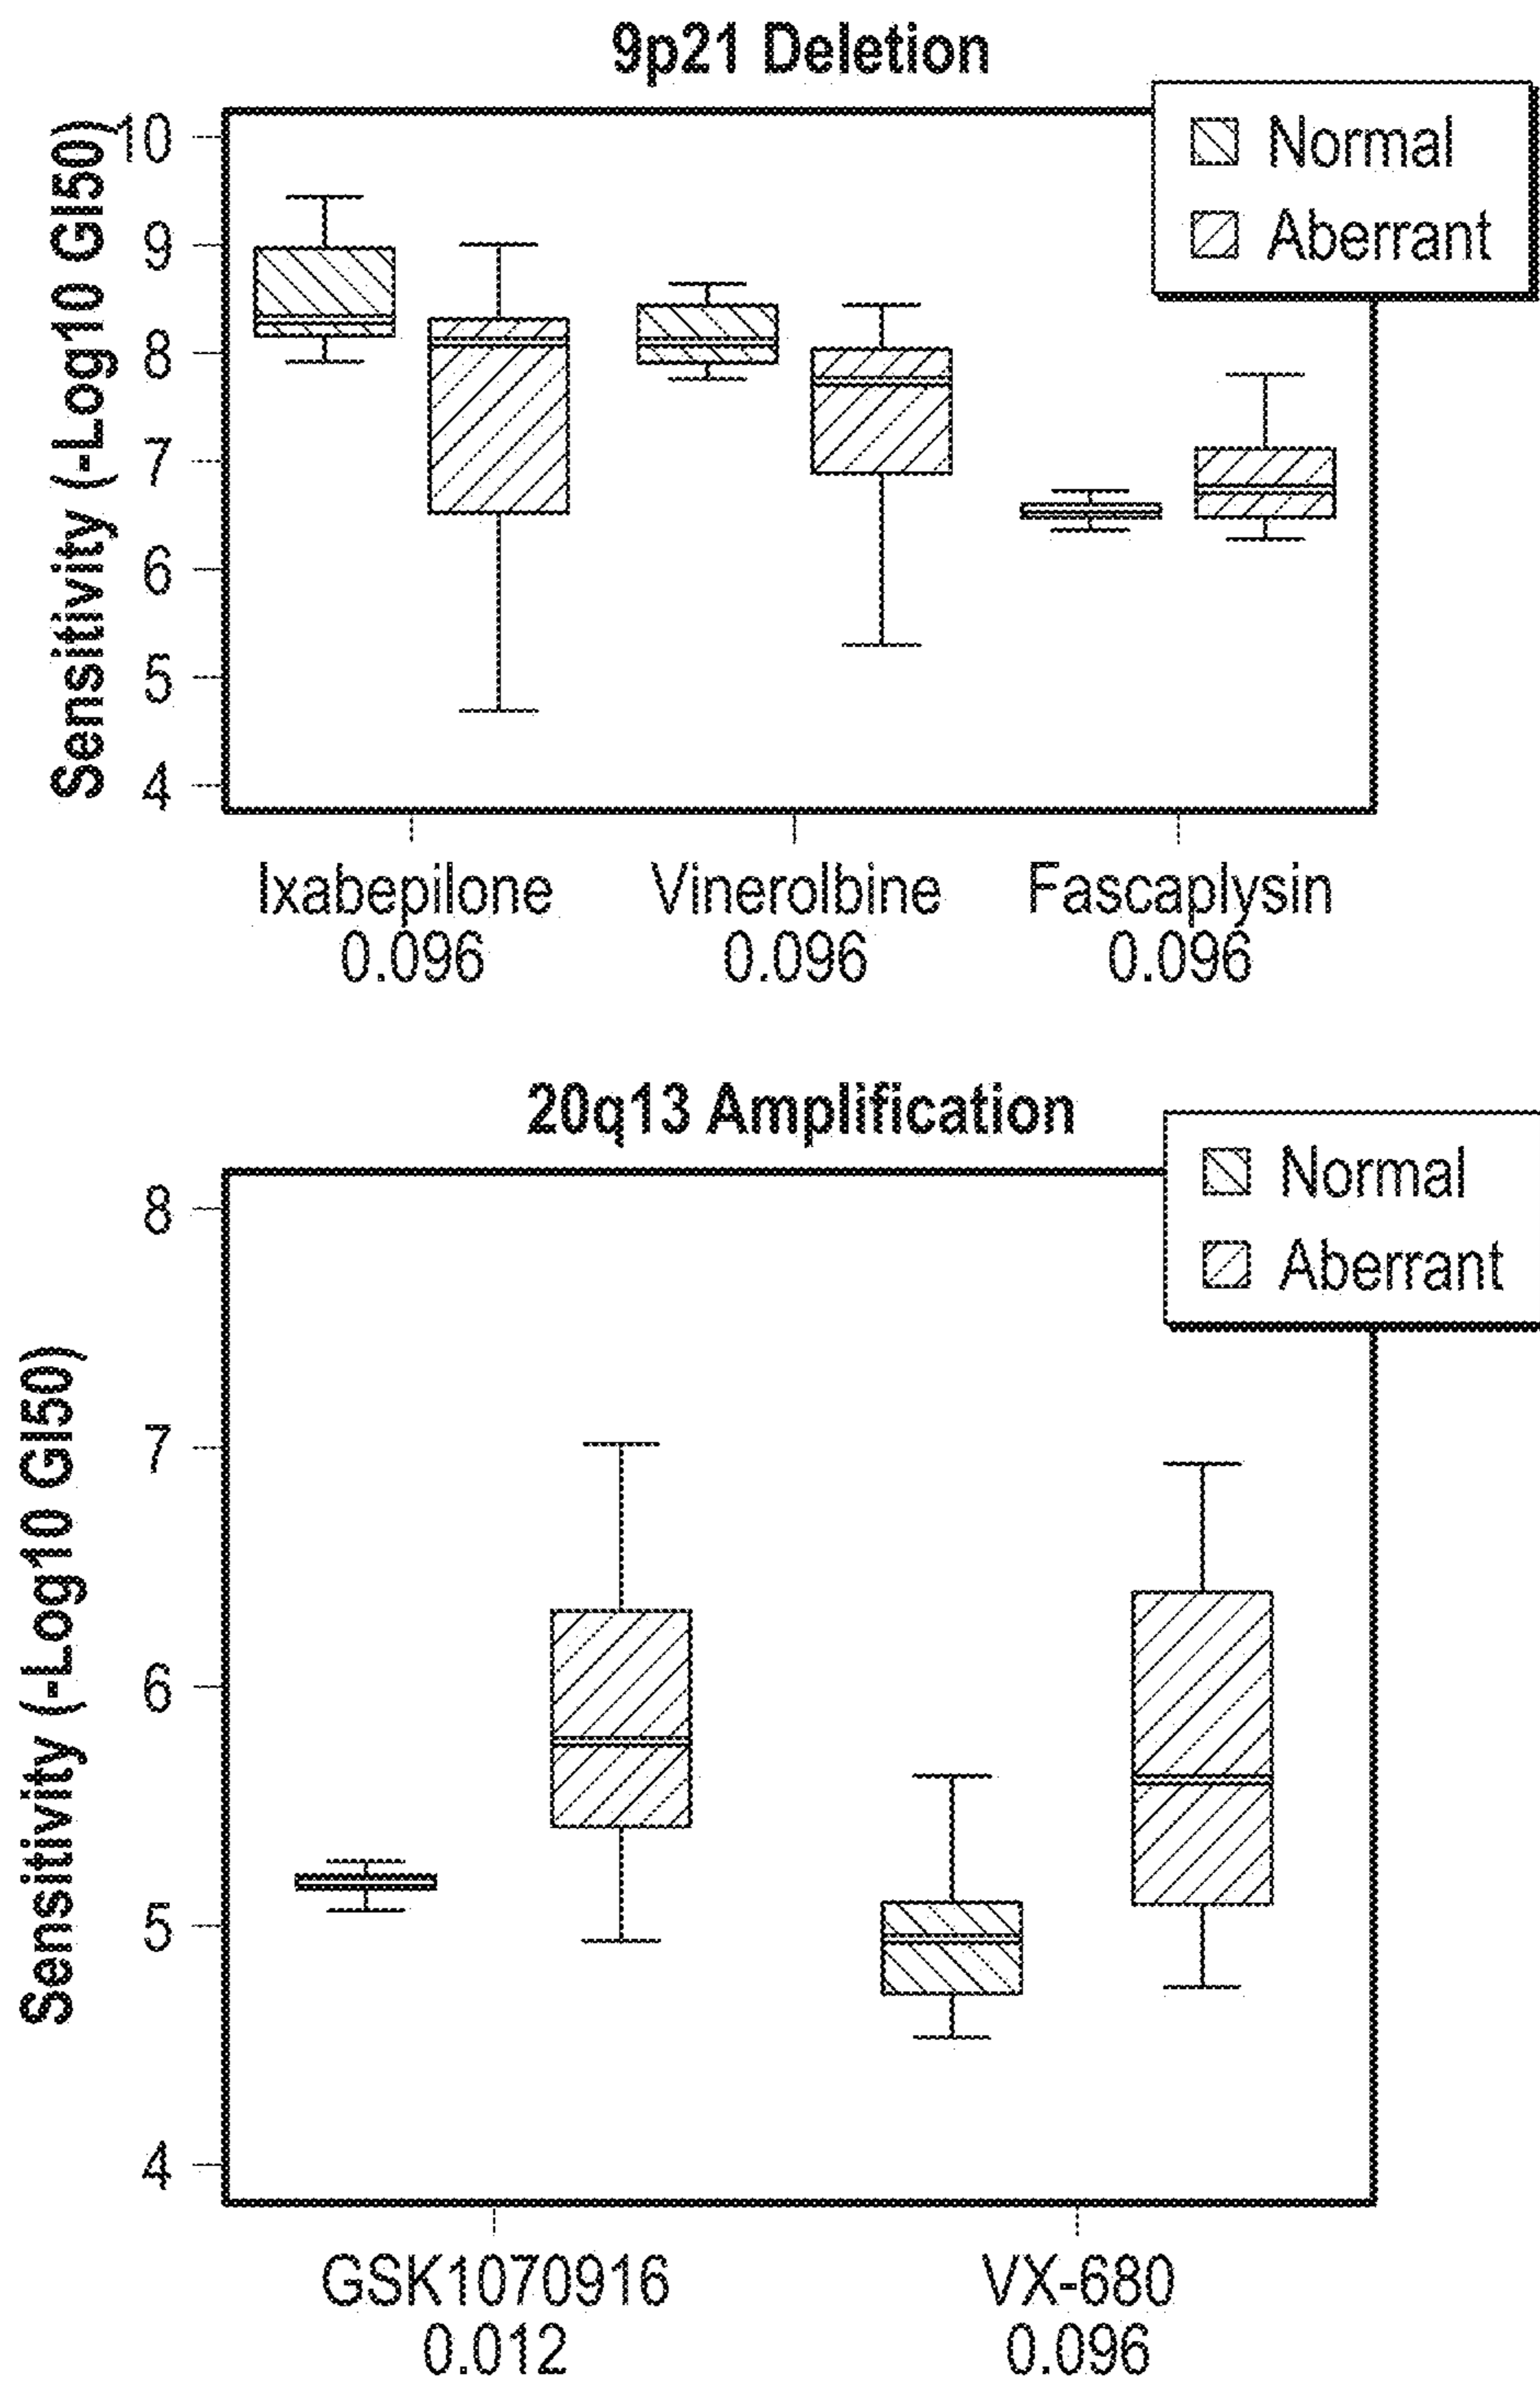 9p21 Deletion
Normal
Aberrant
Sensitivity (-Log10 GI50)
10
9
8
7
6
5
4
Ixabepilone
Vinerolbine
Fascaplysin
0.096
0.096
0.096
20q13 Amplification
Normal
Aberrant
Sensitivity (-Log10 GI50)
8
7
6
5
4
GSK1070916
VX-680
0.012
0.096